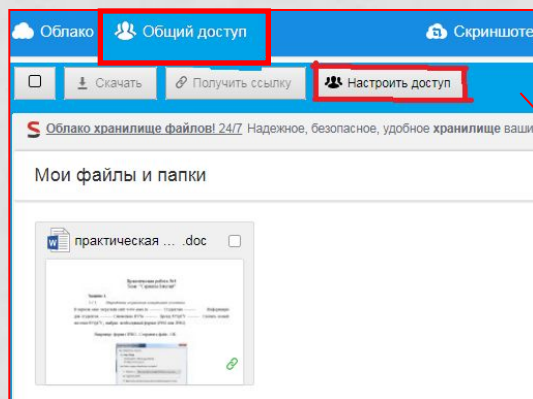 Облако Общий доступ Скриншоте
Скачать Получить ссылку Настроить доступ
Облако хранилище файлов! 24/7 Надежное, безопасное, удобное хранилище ваши
Мои файлы и папки
практическая ... .doc